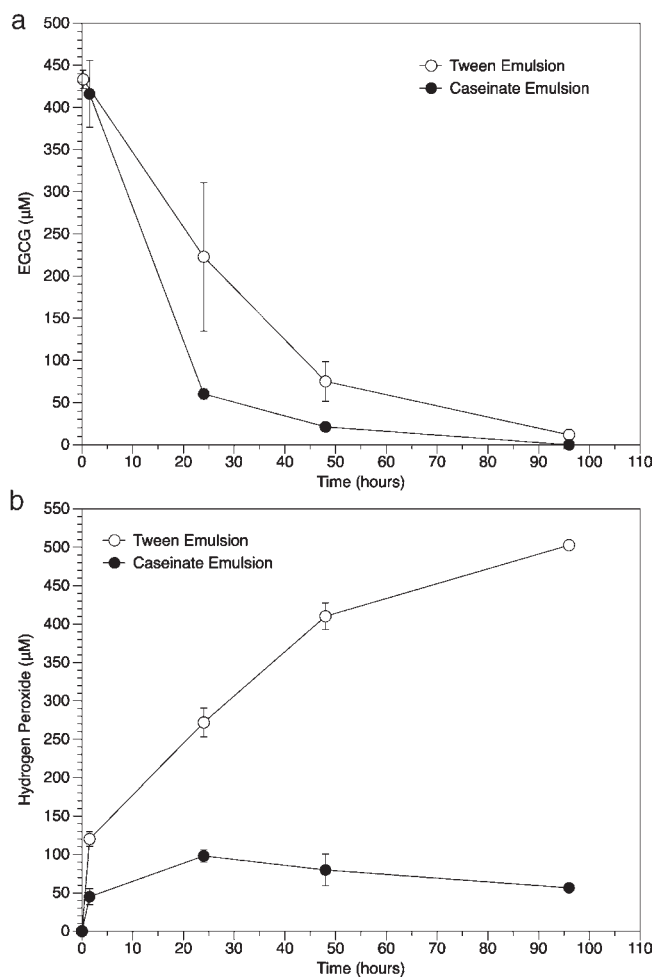 a
500
450
400
350
300
250
200
150
100
50
0
EGCG (µM)
Tween Emulsion
Caseinate Emulsion
0 10 20 30 40 50 60 70 80 90 100 110
Time (hours)
b
550
500
450
400
350
300
250
200
150
100
50
0
Hydrogen Peroxide (µM)
Tween Emulsion
Caseinate Emulsion
0 10 20 30 40 50 60 70 80 90 100 110
Time (hours)